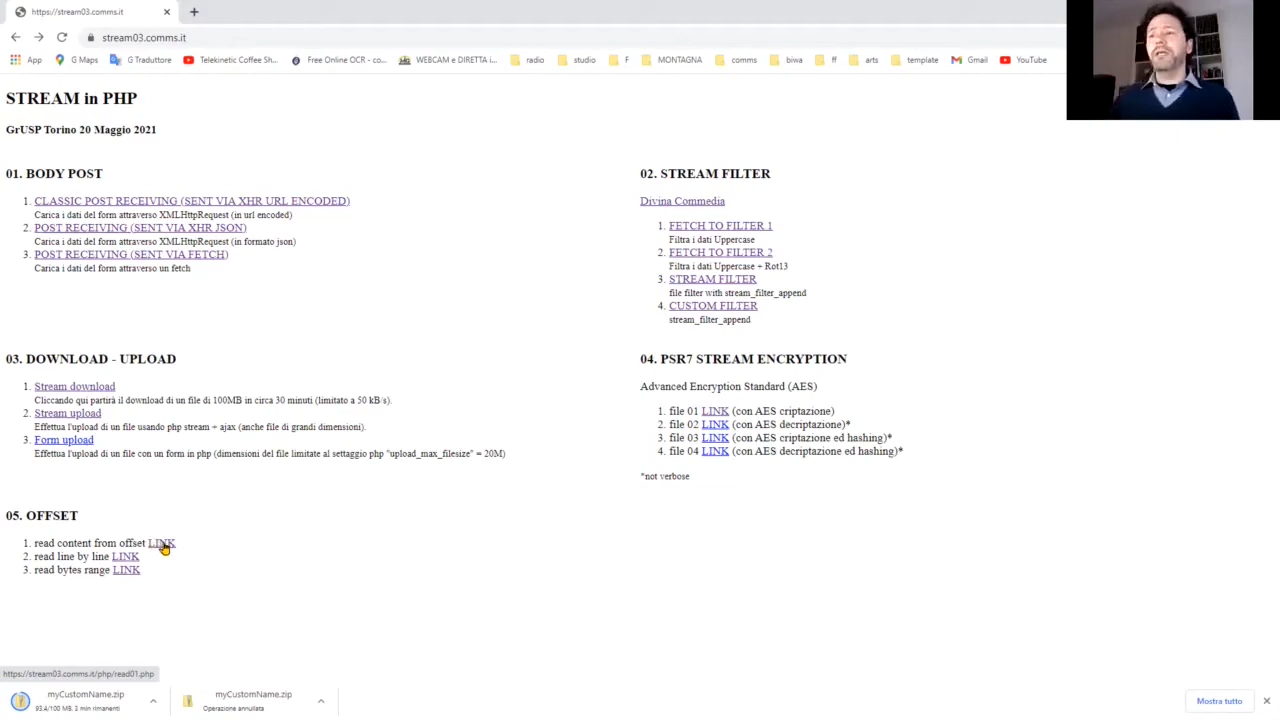 https://stream03.comms.it
stream03.comms.it
App G Maps G Traduttore Telekinetic Coffee Sh... Free Online OCR - co... WEBCAM e DIRETTA i... radio studio F MONTAGNA comms biwa ff arts template Gmail YouTube
STREAM in PHP
GrUSP Torino 20 Maggio 2021
01. BODY POST
1. CLASSIC POST RECEIVING (SENT VIA XHR URL ENCODED)
Carica i dati del form attraverso XMLHttpRequest (in url encoded)
2. POST RECEIVING (SENT VIA XHR JSON)
Carica i dati del form attraverso XMLHttpRequest (in formato json)
3. POST RECEIVING (SENT VIA FETCH)
Carica i dati del form attraverso un fetch
02. STREAM FILTER
Divina Commedia
1. FETCH TO FILTER 1
Filtra i dati Uppercase
2. FETCH TO FILTER 2
Filtra i dati Uppercase + Rot13
3. STREAM FILTER
file filter with stream_filter_append
4. CUSTOM FILTER
stream_filter_append
03. DOWNLOAD - UPLOAD
1. Stream download
Cliccando qui partirà il download di un file di 100MB in circa 30 minuti (limitato a 50 kB/s).
2. Stream upload
Effettua l'upload di un file usando php stream + ajax (anche file di grandi dimensioni).
3. Form upload
Effettua l'upload di un file con un form in php (dimensioni del file limitate al settaggio php "upload_max_filesize" = 20M)
04. PSR7 STREAM ENCRYPTION
Advanced Encryption Standard (AES)
1. file 01 LINK (con AES criptazione)
2. file 02 LINK (con AES decriptazione)*
3. file 03 LINK (con AES criptazione ed hashing)*
4. file 04 LINK (con AES decriptazione ed hashing)*
*not verbose
05. OFFSET
1. read content from offset LINK
2. read line by line LINK
3. read bytes range LINK
https://stream03.comms.it/php/read01.php
myCustomName.zip
93,4/100 MB, 3 min rimanenti
myCustomName.zip
Operazione annullata
Mostra tutto